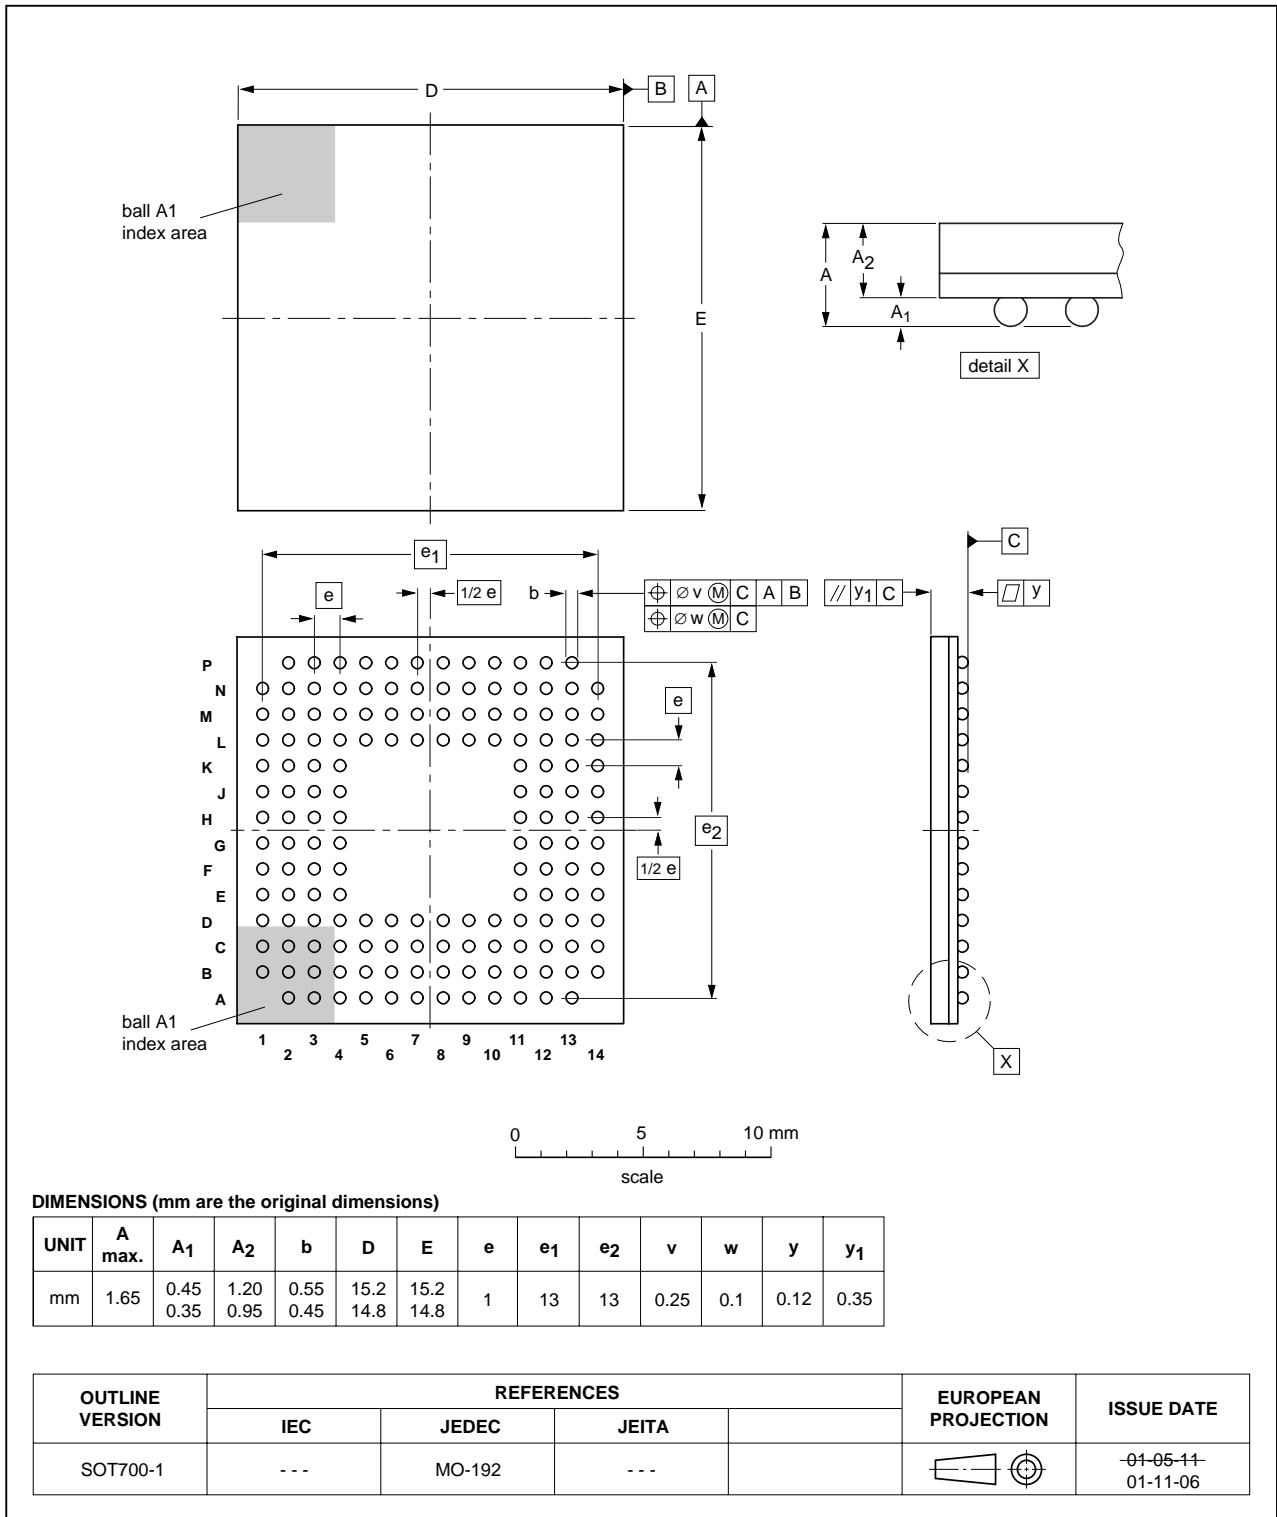 D
B
A
ball A1
index area
E
A
A2
A1
detail X
e1
C
e
1/2 e
b
⌖ ∅ v Ⓜ C A B
⌖ ∅ w Ⓜ C
// y1 C
▱ y
P
N
M
L
K
J
H
G
F
E
D
C
B
A
e
e2
1/2 e
ball A1
index area
1 3 5 7 9 11 13
2 4 6 8 10 12 14
X
0 5 10 mm
scale
DIMENSIONS (mm are the original dimensions)
UNIT A max. A1 A2 b D E e e1 e2 v w y y1
mm 1.65 0.45 0.35 1.20 0.95 0.55 0.45 15.2 14.8 15.2 14.8 1 13 13 0.25 0.1 0.12 0.35
OUTLINE VERSION REFERENCES EUROPEAN PROJECTION ISSUE DATE
IEC JEDEC JEITA
SOT700-1 - - - MO-192 - - - 01-05-11
01-11-06